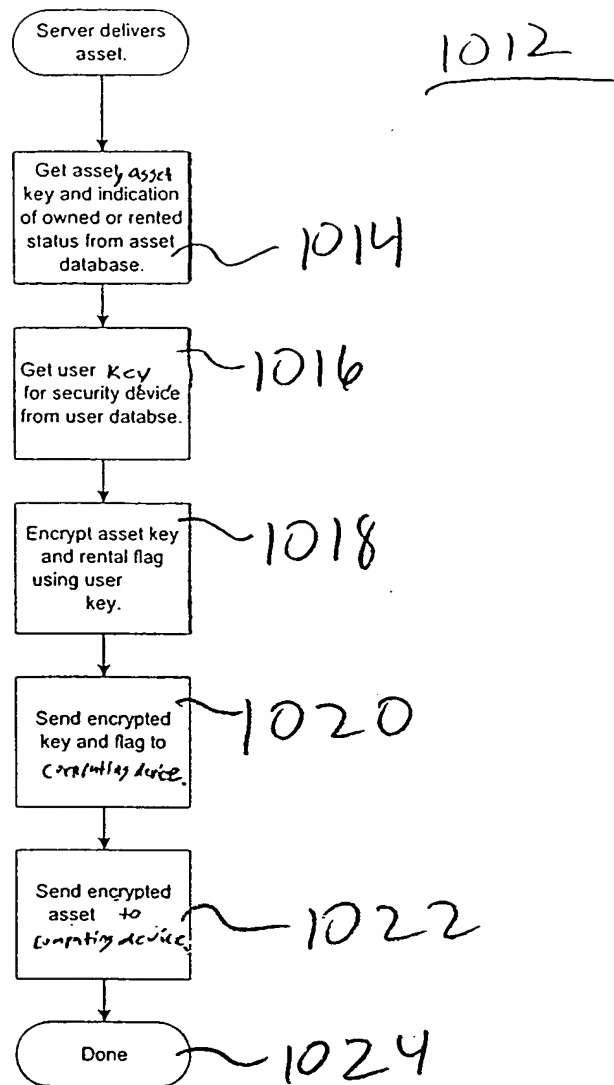 Server delivers
asset.
1012
Get asset, asset
key and indication
of owned or rented
status from asset
database.
1014
Get user key
for security device
from user databse.
1016
Encrypt asset key
and rental flag
using user
key.
1018
Send encrypted
key and flag to
computing device.
1020
Send encrypted
asset to
computing device.
1022
Done
1024